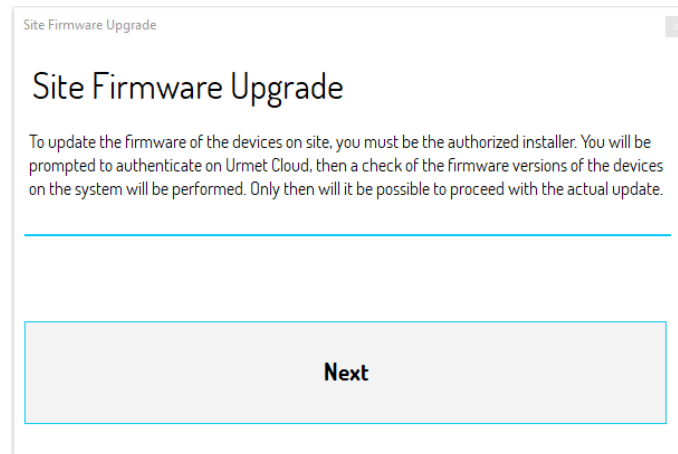 Site Firmware Upgrade
Site Firmware Upgrade
To update the firmware of the devices on site, you must be the authorized installer. You will be
prompted to authenticate on Urmet Cloud, then a check of the firmware versions of the devices
on the system will be performed. Only then will it be possible to proceed with the actual update.
Next